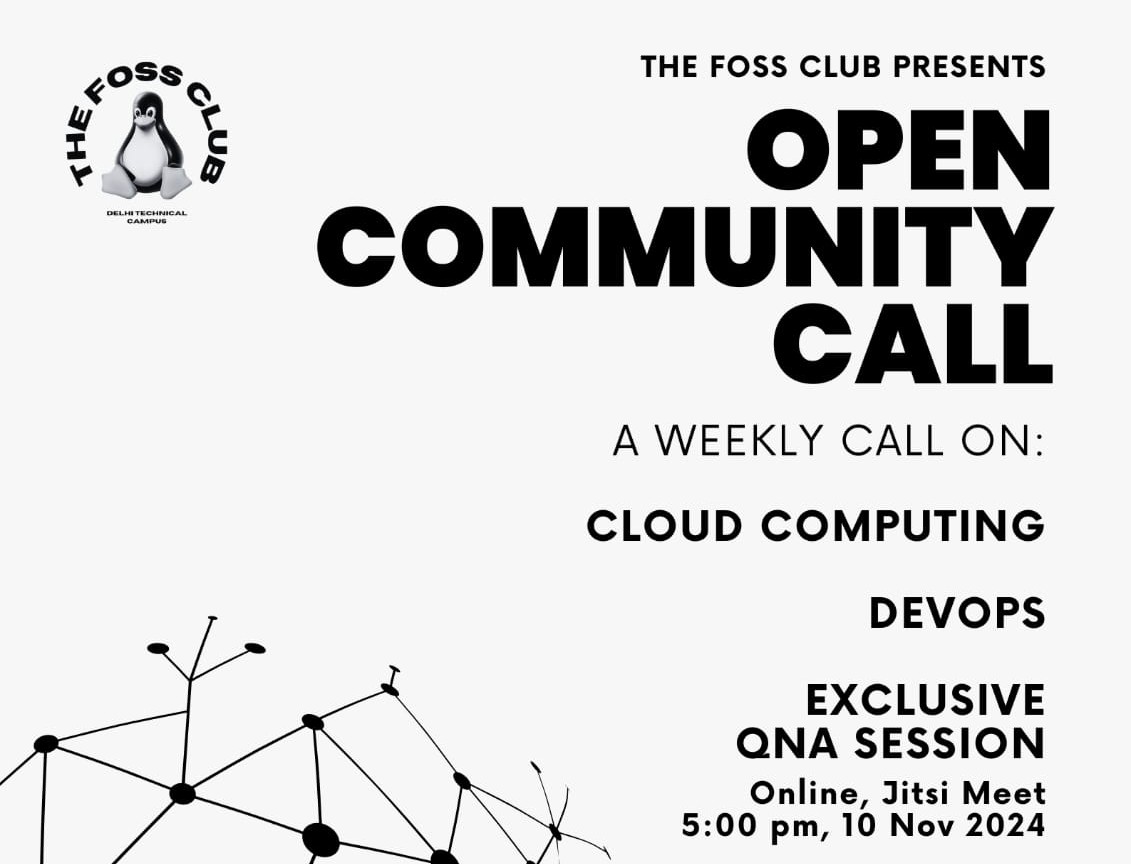 THE FOSS CLUB
DELHI TECHNICAL
CAMPUS
THE FOSS CLUB PRESENTS
OPEN
COMMUNITY
CALL
A WEEKLY CALL ON:
CLOUD COMPUTING
DEVOPS
EXCLUSIVE
QNA SESSION
Online, Jitsi Meet
5:00 pm, 10 Nov 2024